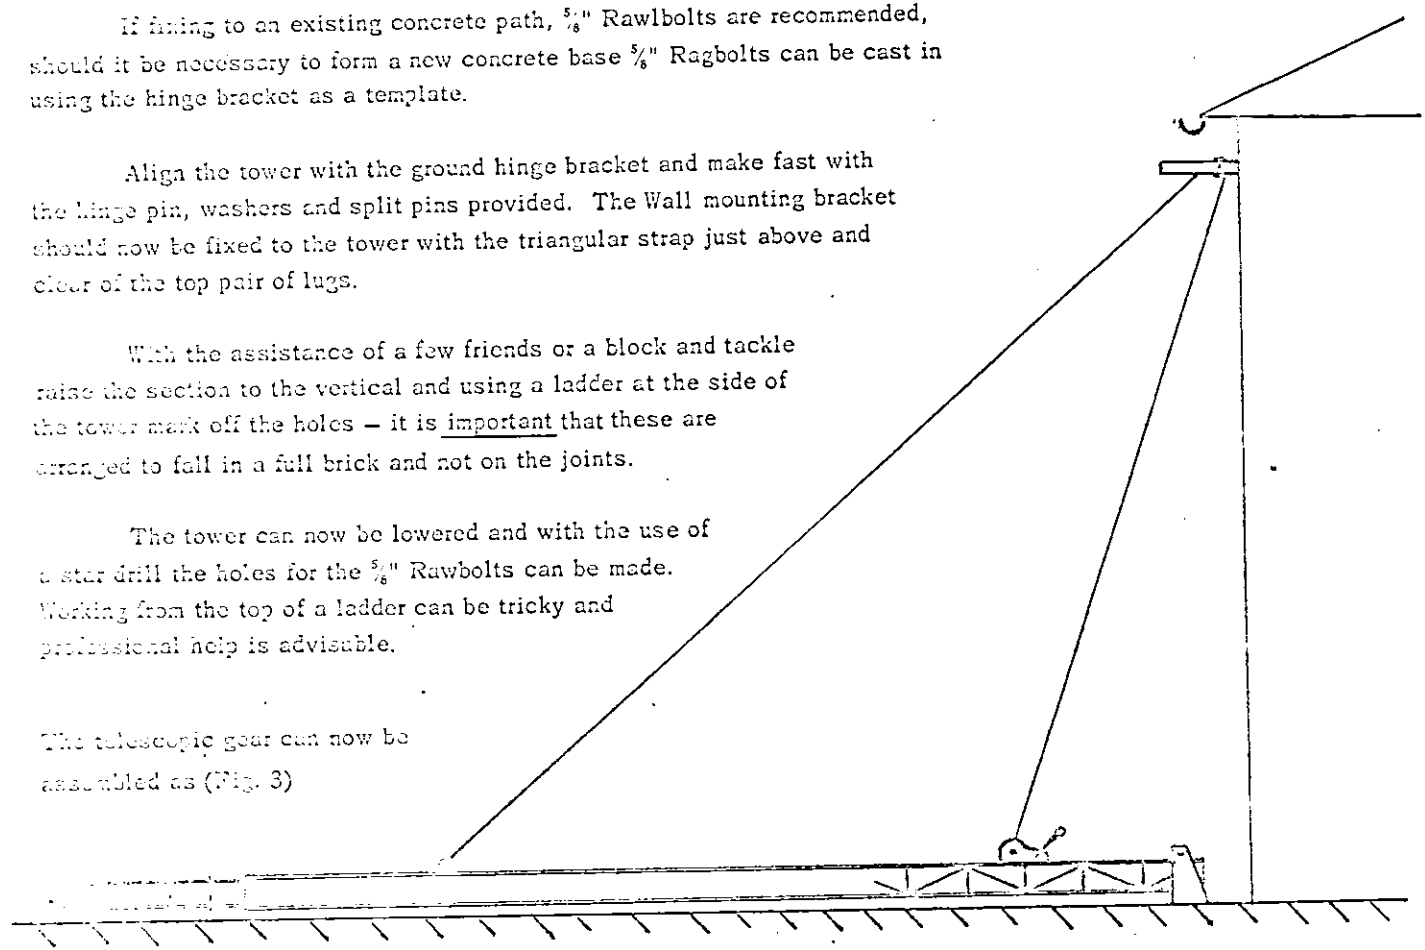 If fixing to an existing concrete path, ⅝" Rawlbolts are recommended,
should it be necessary to form a new concrete base ⅝" Ragbolts can be cast in
using the hinge bracket as a template.
Align the tower with the ground hinge bracket and make fast with
the hinge pin, washers and split pins provided. The Wall mounting bracket
should now be fixed to the tower with the triangular strap just above and
clear of the top pair of lugs.
With the assistance of a few friends or a block and tackle
raise the section to the vertical and using a ladder at the side of
the tower mark off the holes – it is important that these are
arranged to fall in a full brick and not on the joints.
The tower can now be lowered and with the use of
a star drill the holes for the ⅝" Rawbolts can be made.
Working from the top of a ladder can be tricky and
professional help is advisable.
The telescopic gear can now be
assembled as (Fig. 3)